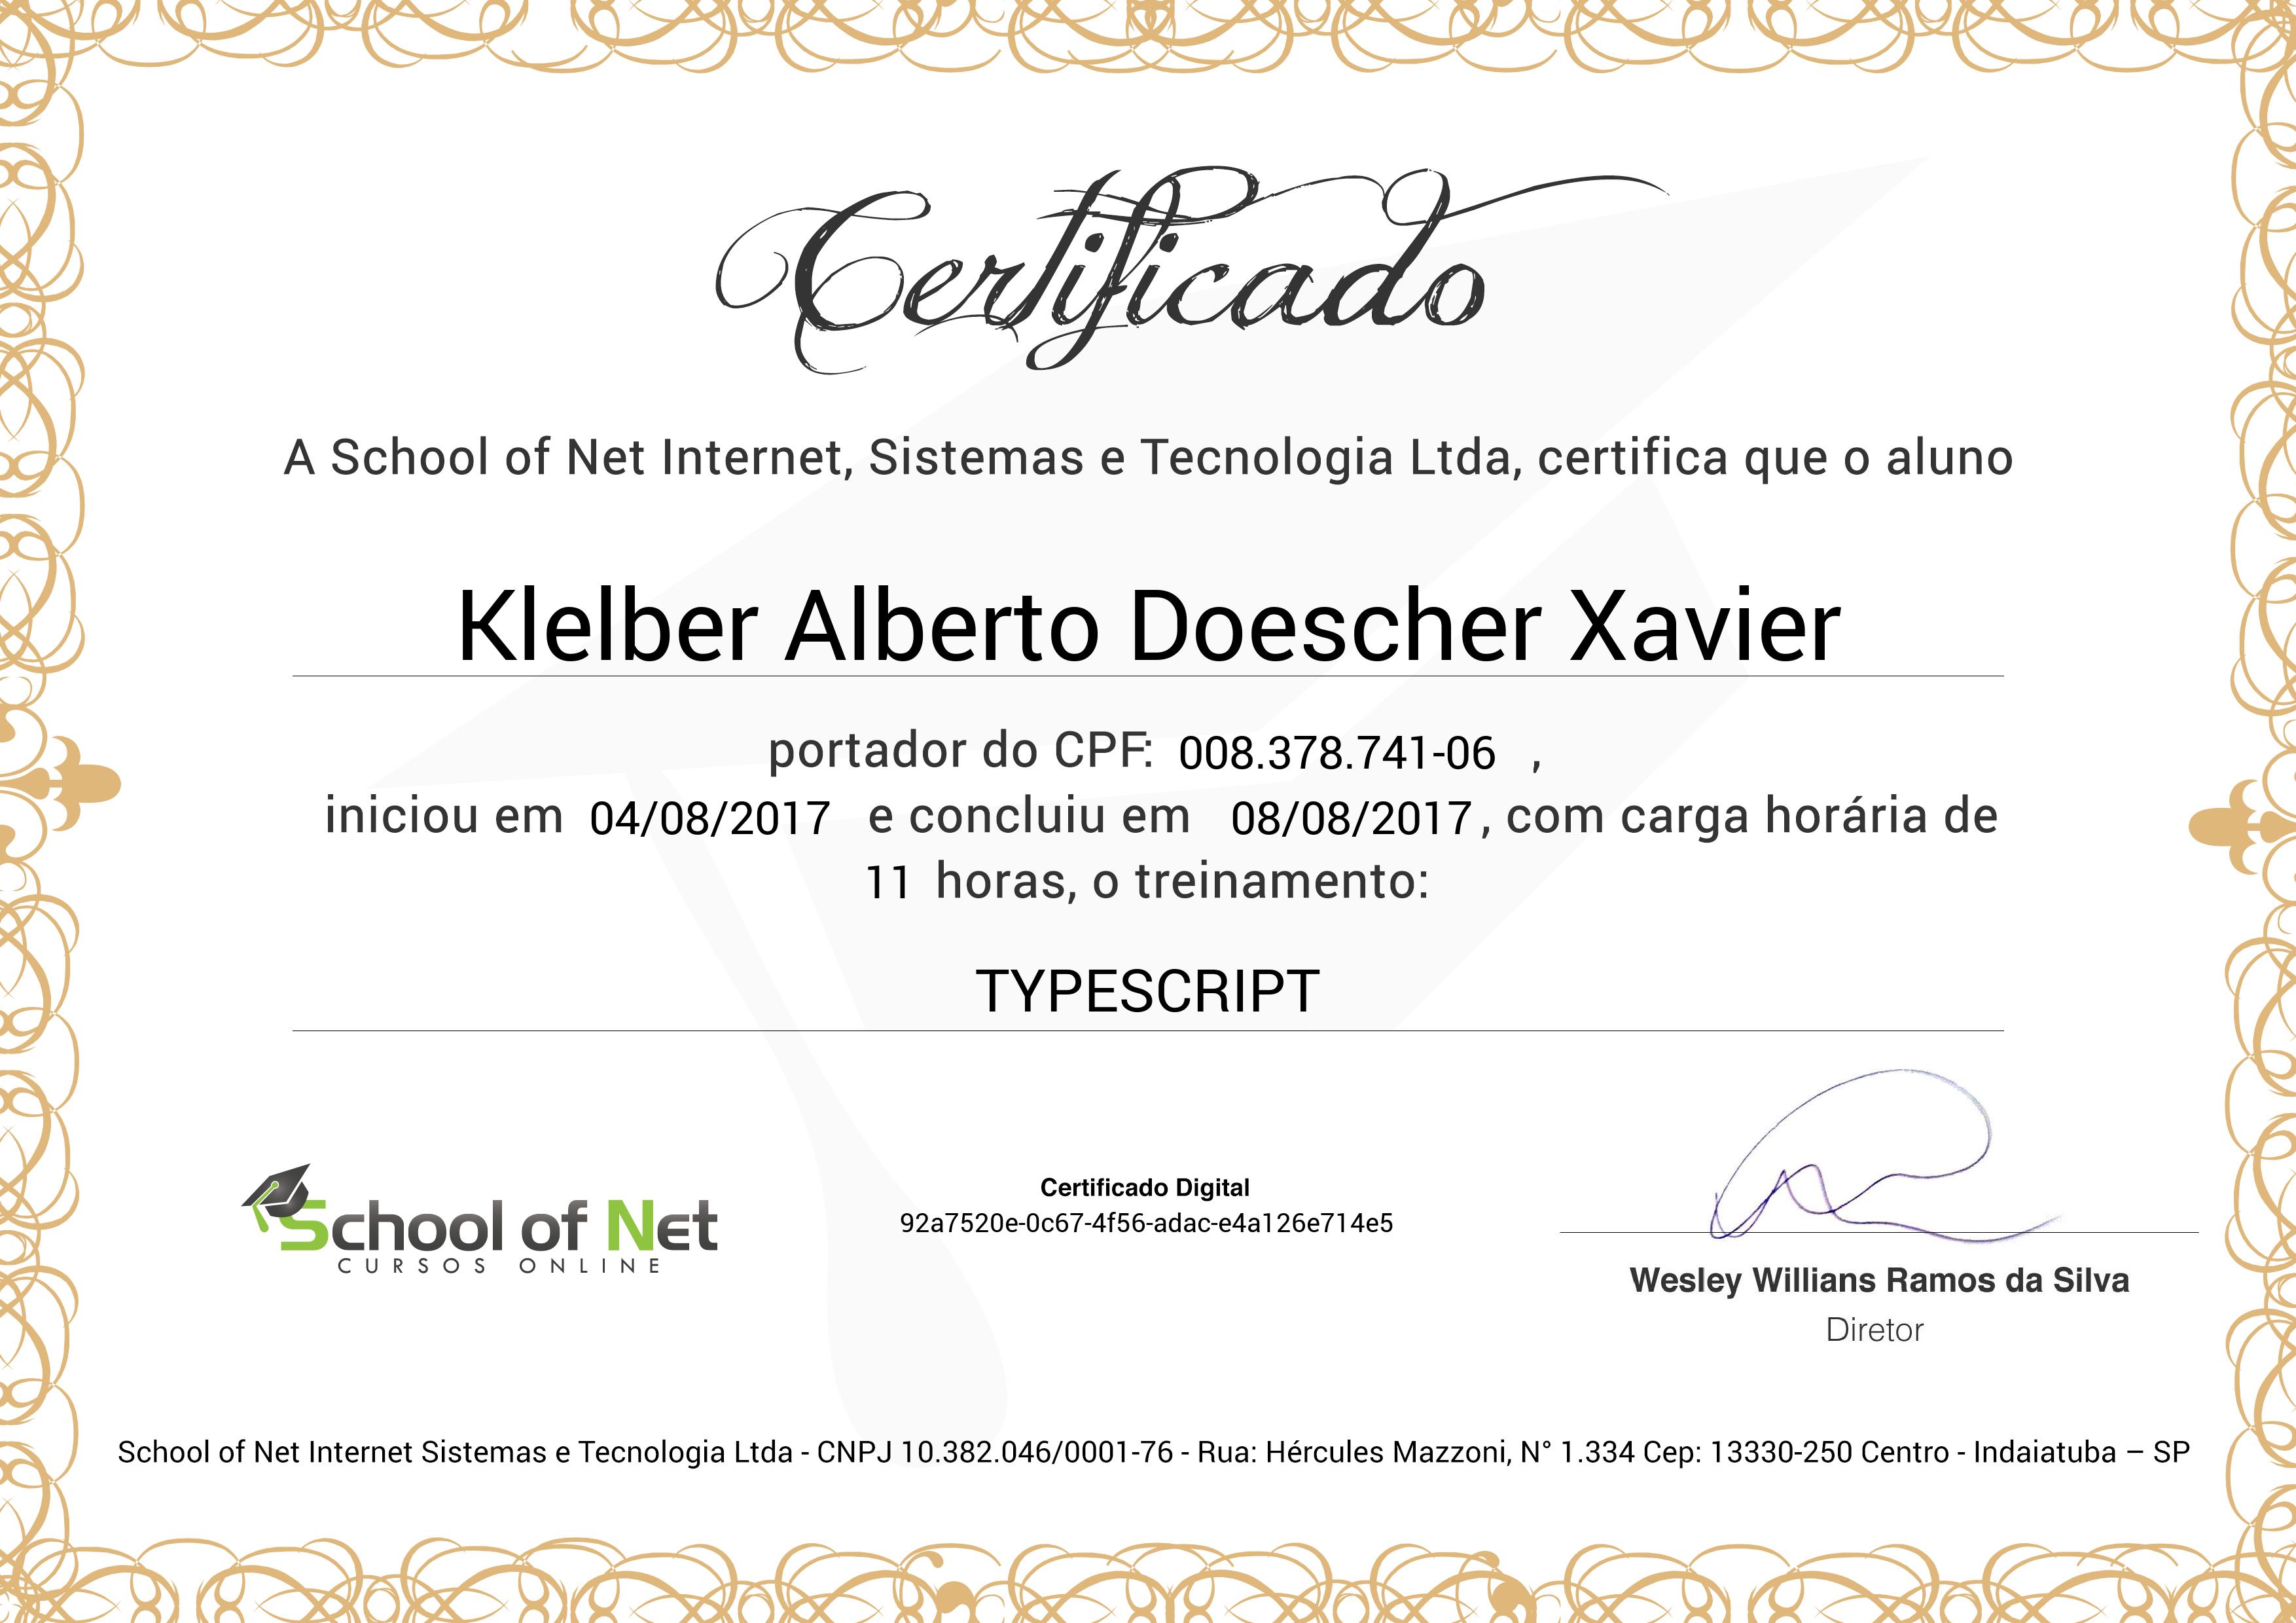 Certificado
A School of Net Internet, Sistemas e Tecnologia Ltda, certifica que o aluno
Klelber Alberto Doescher Xavier
portador do CPF: 008.378.741-06 ,
iniciou em 04/08/2017 e concluiu em 08/08/2017, com carga horária de
11 horas, o treinamento:
TYPESCRIPT
School of Net
CURSOS ONLINE
Certificado Digital
92a7520e-0c67-4f56-adac-e4a126e714e5
Wesley Willians Ramos da Silva
Diretor
School of Net Internet Sistemas e Tecnologia Ltda - CNPJ 10.382.046/0001-76 - Rua: Hércules Mazzoni, N° 1.334 Cep: 13330-250 Centro - Indaiatuba – SP